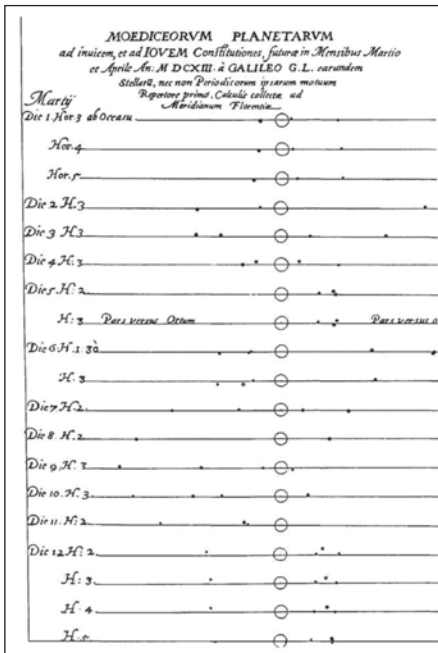 MOEDICEORVM PLANETARVM
ad invicem, et ad IOVEM Constitutiones, futuræ in Mensibus Martio
et Aprile An: M DCXIII. à GALILEO G.L. earundem
Stellarū, nec non Periodicorum ipsarum motuum
Repertore primo. Calculis collectæ ad
Meridianum Florentiæ
Martij
Die 1. Hor. 3 ab Occasu
Hor. 4
Hor. 5
Die 2 H. 3
Die 3 H. 3
Die 4 H: 3
Die 5. H: 2
H: 3 Pars versus Ortum Pars versus o
Die 6. H. 1. 30
H. 3
Die 7 H. 2.
Die 8. H. 2
Die 9. H. 3
Die 10. H. 3
Die 11. H: 2.
Die 12 H: 2
H: 3
H. 4
H. 5